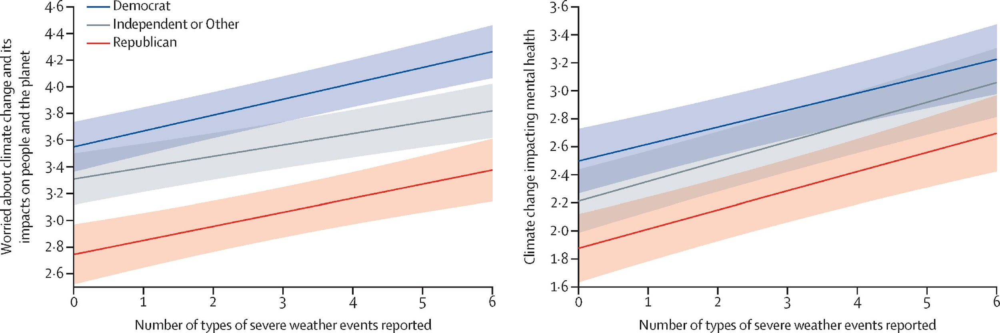 Worried about climate change and its
impacts on people and the planet
4·6
4·4
4·2
4·0
3·8
3·6
3·4
3·2
3·0
2·8
2·6
Democrat
Independent or Other
Republican
0 1 2 3 4 5 6
Number of types of severe weather events reported
Climate change impacting mental health
3·6
3·4
3·2
3·0
2·8
2·6
2·4
2·2
2·0
1·8
1·6
0 1 2 3 4 5 6
Number of types of severe weather events reported